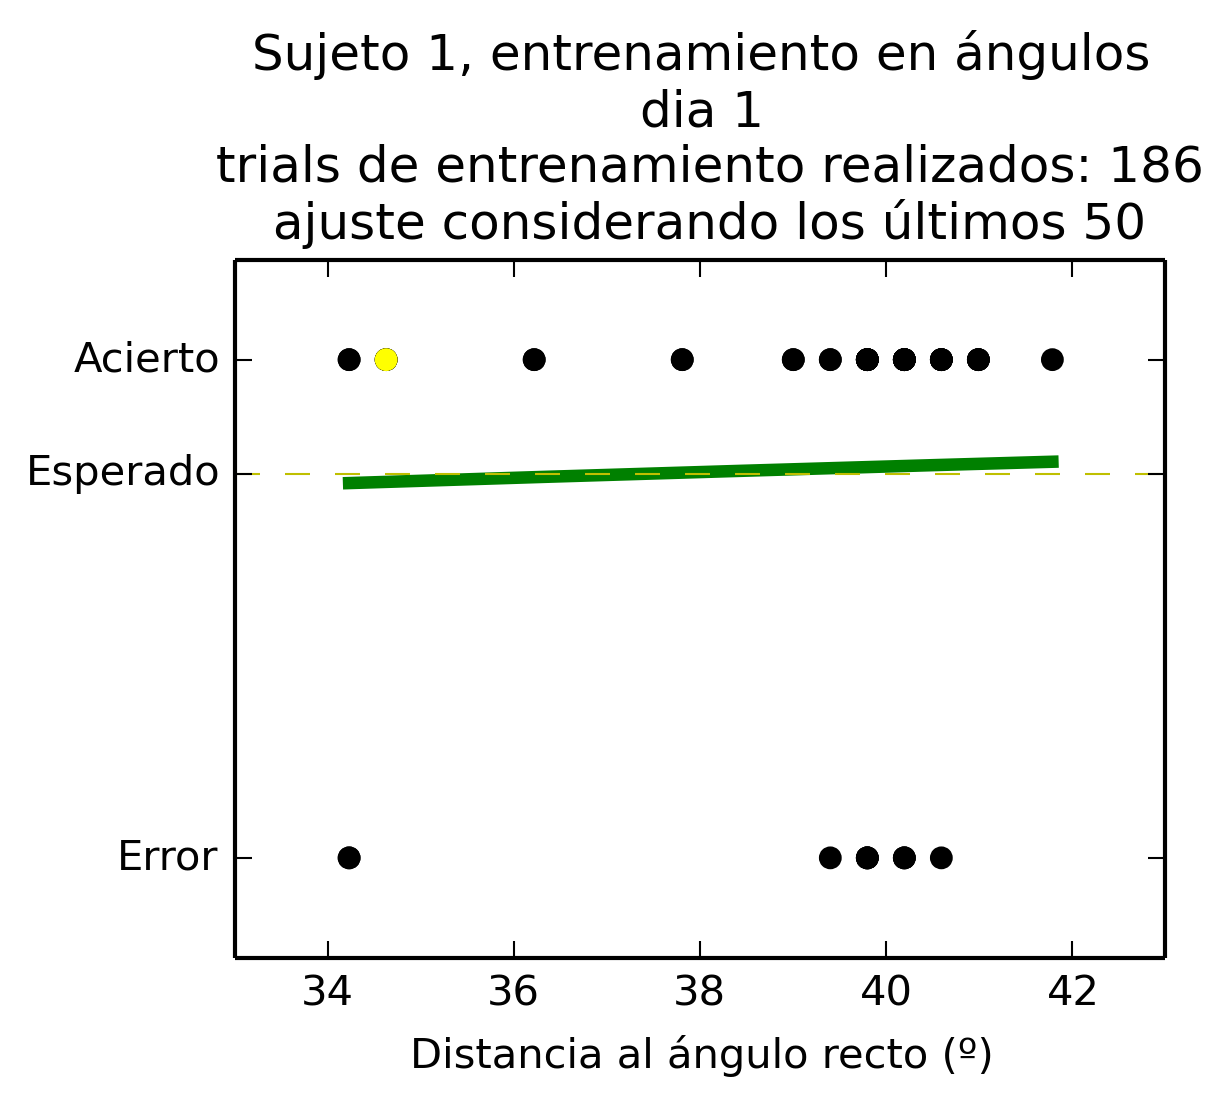 Sujeto 1, entrenamiento en ángulos
dia 1
trials de entrenamiento realizados: 186
ajuste considerando los últimos 50
Acierto
Esperado
Error
34 36 38 40 42
Distancia al ángulo recto (º)